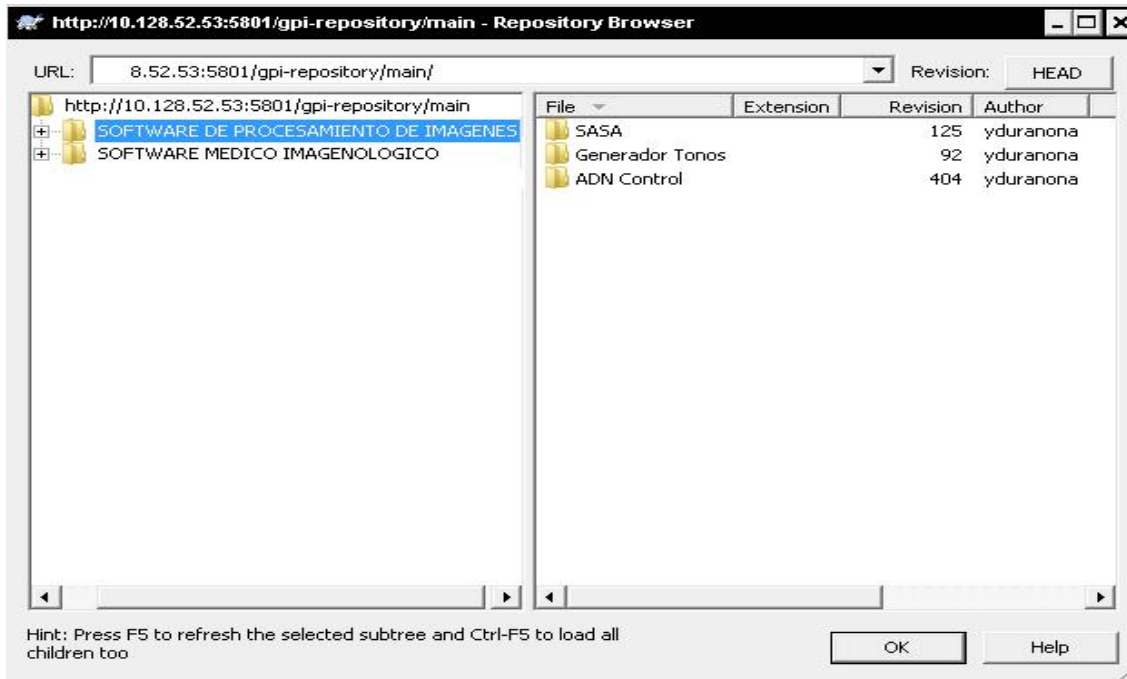 http://10.128.52.53:5801/gpi-repository/main - Repository Browser
URL: 8.52.53:5801/gpi-repository/main/ Revision: HEAD
http://10.128.52.53:5801/gpi-repository/main
SOFTWARE DE PROCESAMIENTO DE IMAGENES
SOFTWARE MEDICO IMAGENOLOGICO
File Extension Revision Author
SASA 125 yduranona
Generador Tonos 92 yduranona
ADN Control 404 yduranona
Hint: Press F5 to refresh the selected subtree and Ctrl-F5 to load all
children too
OK Help